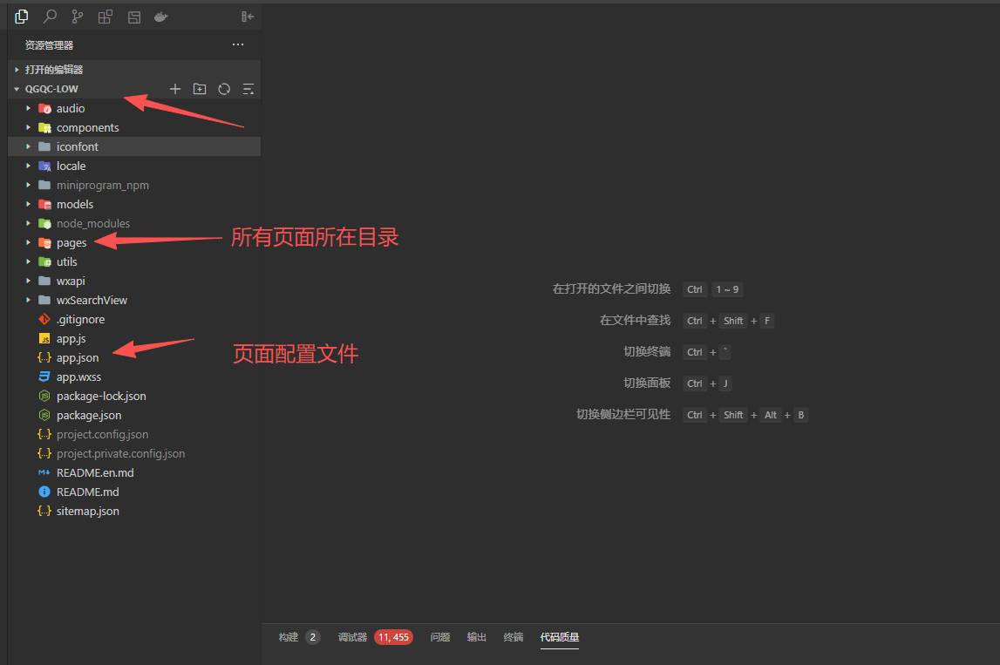 资源管理器
打开的编辑器
QGQC-LOW
audio
components
iconfont
locale
miniprogram_npm
models
node_modules
pages
所有页面所在目录
utils
wxapi
wxSearchView
.gitignore
app.js
app.json
页面配置文件
app.wxss
package-lock.json
package.json
project.config.json
project.private.config.json
README.en.md
README.md
sitemap.json
在打开的文件之间切换 Ctrl 1 ~ 9
在文件中查找 Ctrl + Shift + F
切换终端 Ctrl + `
切换面板 Ctrl + J
切换侧边栏可见性 Ctrl + Shift + Alt + B
构建 2 调试器 11, 455 问题 输出 终端 代码质量